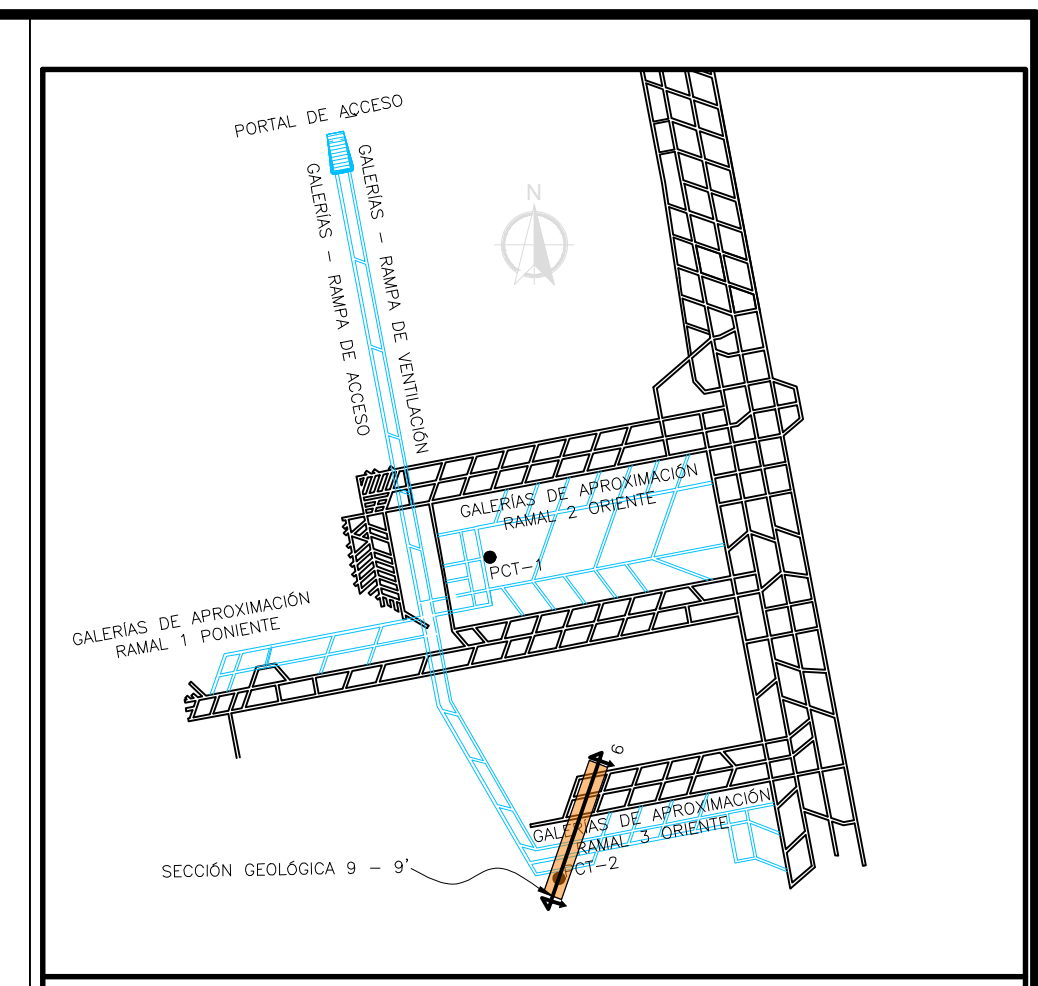 PORTAL DE ACCESO
GALERÍAS - RAMPA DE VENTILACIÓN
GALERÍAS - RAMPA DE ACCESO
N
GALERÍAS DE APROXIMACIÓN
RAMAL 2 ORIENTE
PCT-1
GALERÍAS DE APROXIMACIÓN
RAMAL 1 PONIENTE
9
GALERÍAS DE APROXIMACIÓN
RAMAL 3 ORIENTE
PCT-2
SECCIÓN GEOLÓGICA 9 - 9'